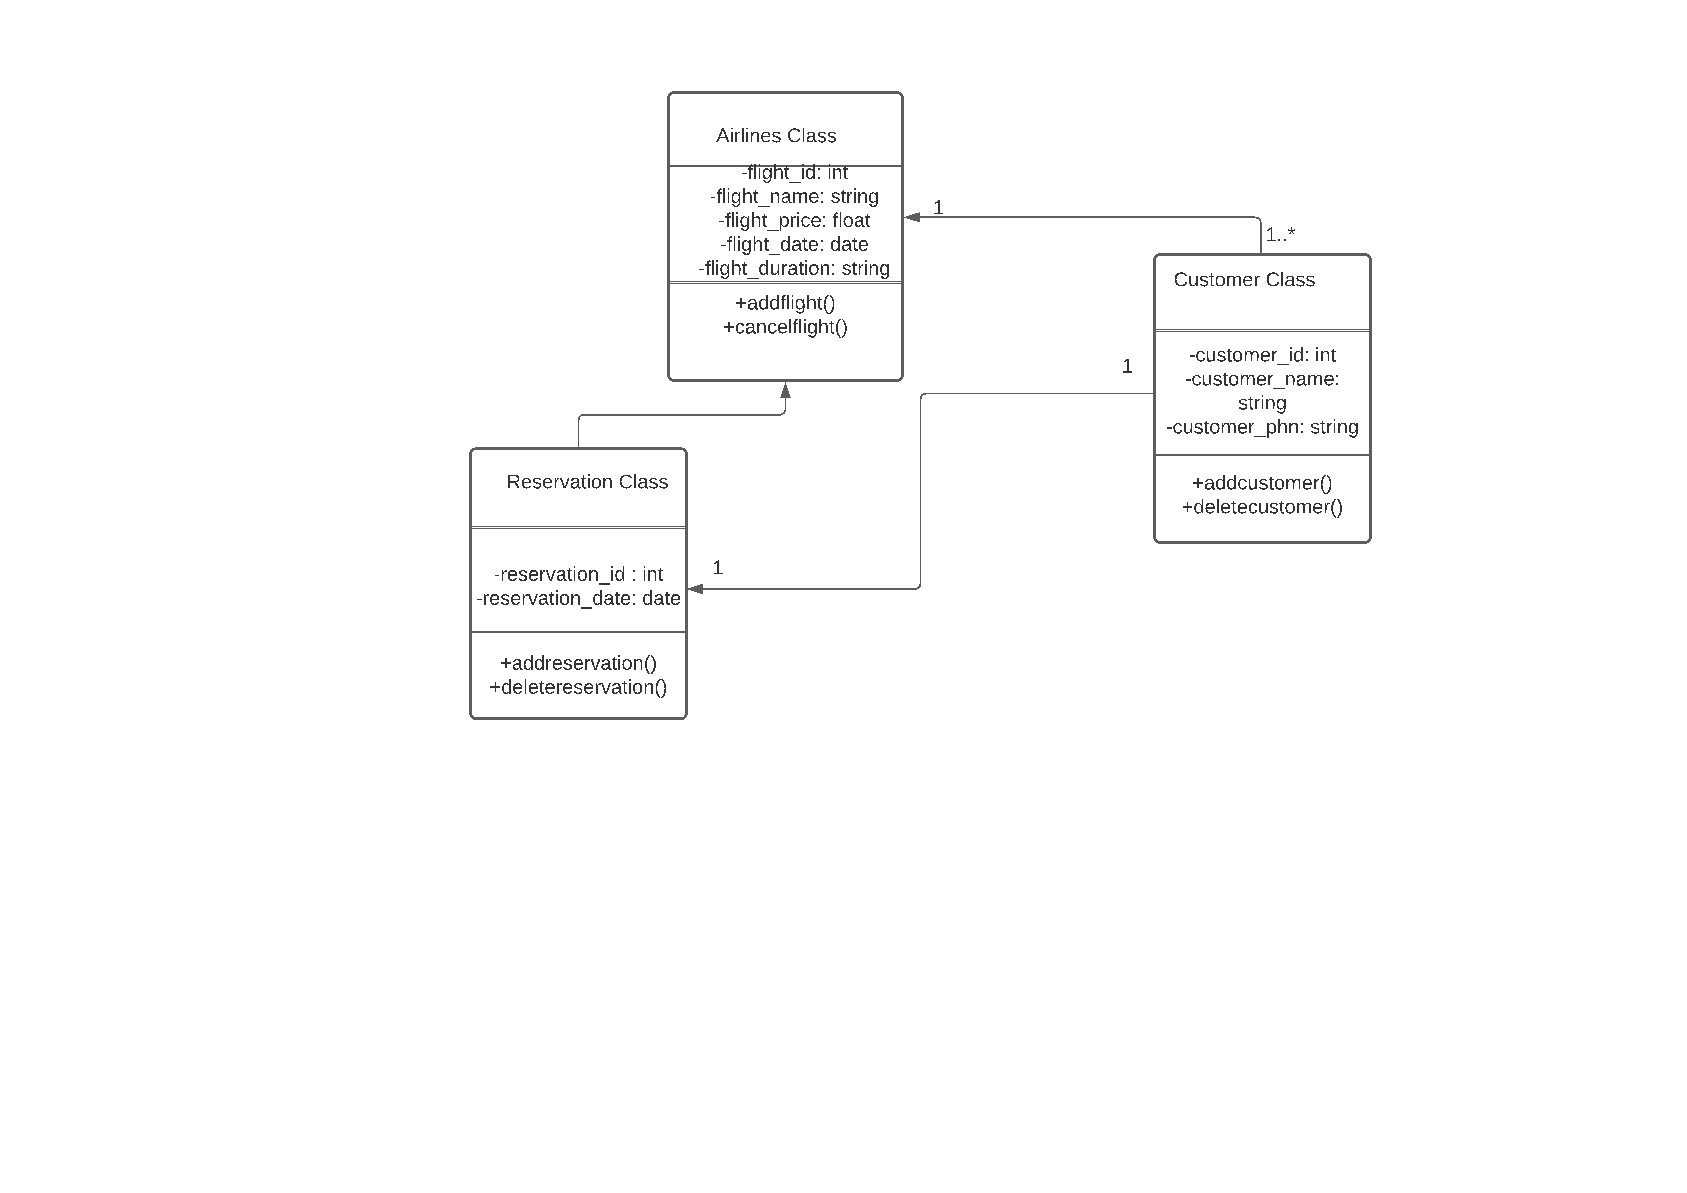 Airlines Class
-flight_id: int
-flight_name: string
-flight_price: float
-flight_date: date
-flight_duration: string
+addflight()
+cancelflight()
1
1..*
Customer Class
-customer_id: int
-customer_name:
string
-customer_phn: string
+addcustomer()
+deletecustomer()
1
Reservation Class
-reservation_id : int
-reservation_date: date
+addreservation()
+deletereservation()
1